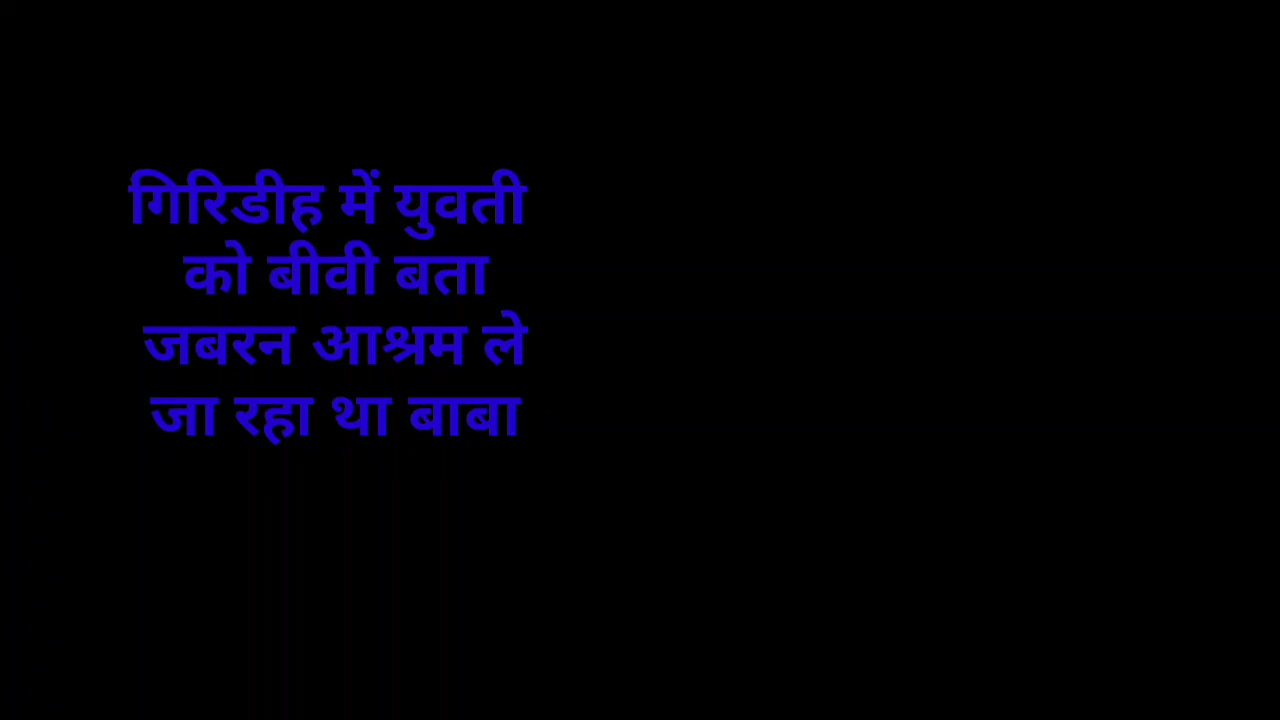 गिरिडीह में युवती
को बीवी बता
जबरन आश्रम ले
जा रहा था बाबा